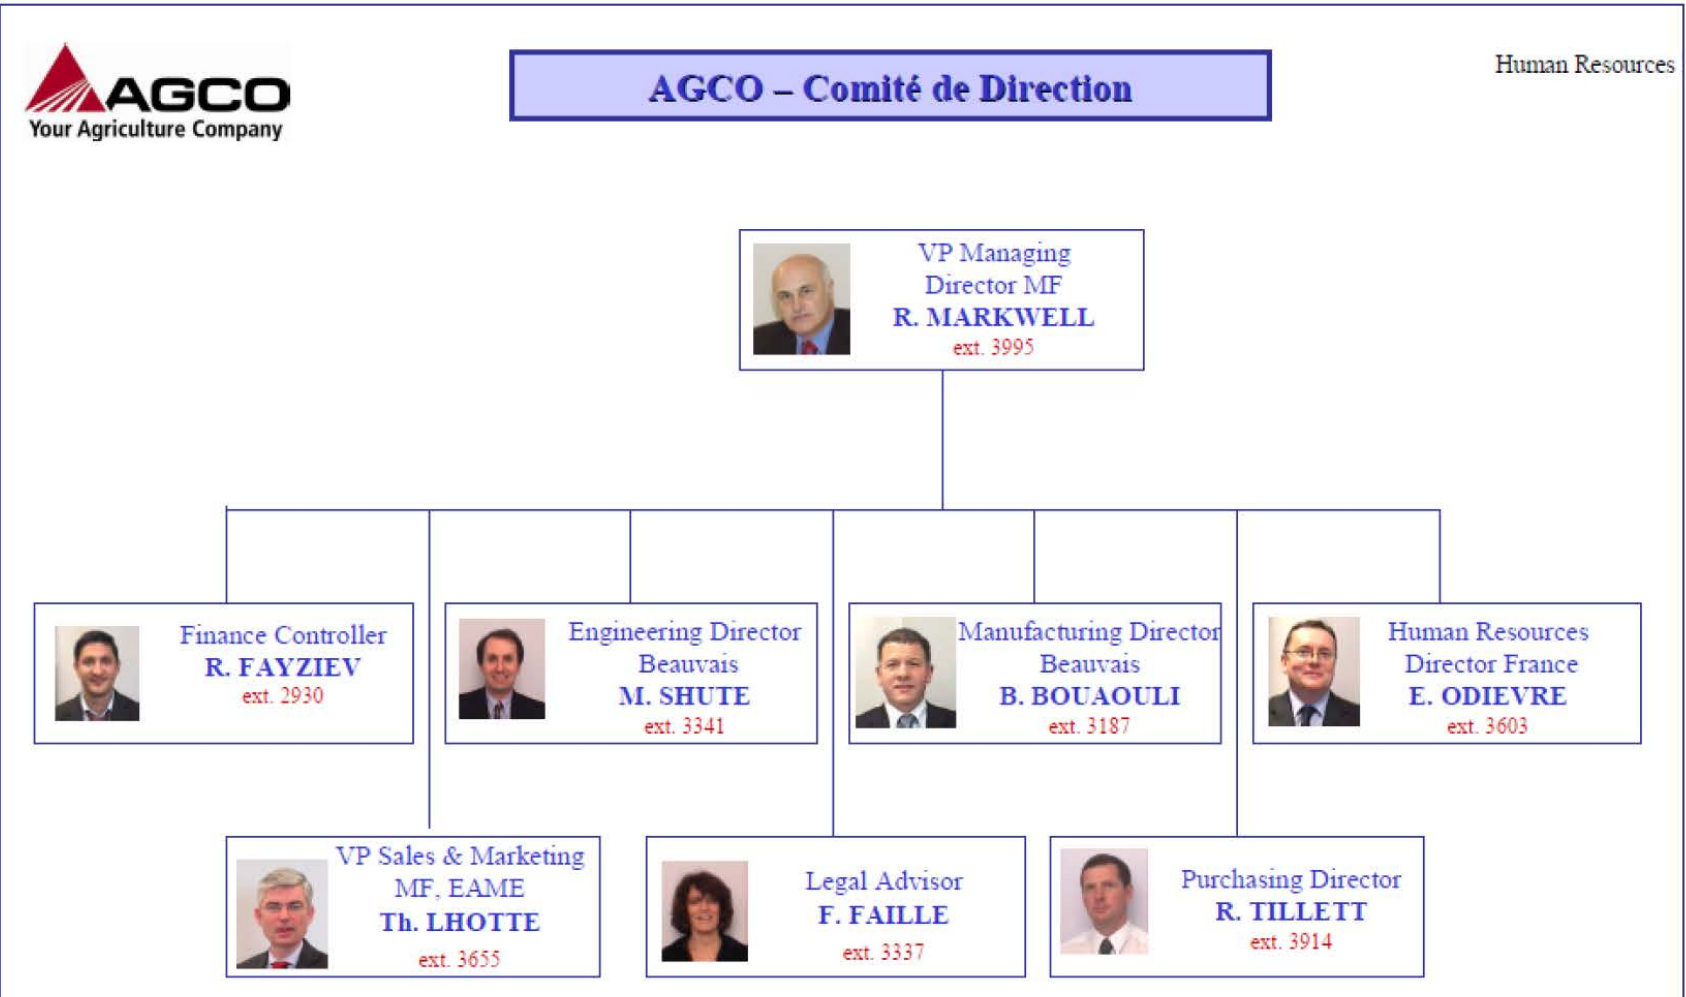 AGCO
Your Agriculture Company
AGCO – Comité de Direction
Human Resources
VP Managing
Director MF
R. MARKWELL
ext. 3995
Finance Controller
R. FAYZIEV
ext. 2930
Engineering Director
Beauvais
M. SHUTE
ext. 3341
Manufacturing Director
Beauvais
B. BOUAOULI
ext. 3187
Human Resources
Director France
E. ODIEVRE
ext. 3603
VP Sales & Marketing
MF, EAME
Th. LHOTTE
ext. 3655
Legal Advisor
F. FAILLE
ext. 3337
Purchasing Director
R. TILLETT
ext. 3914